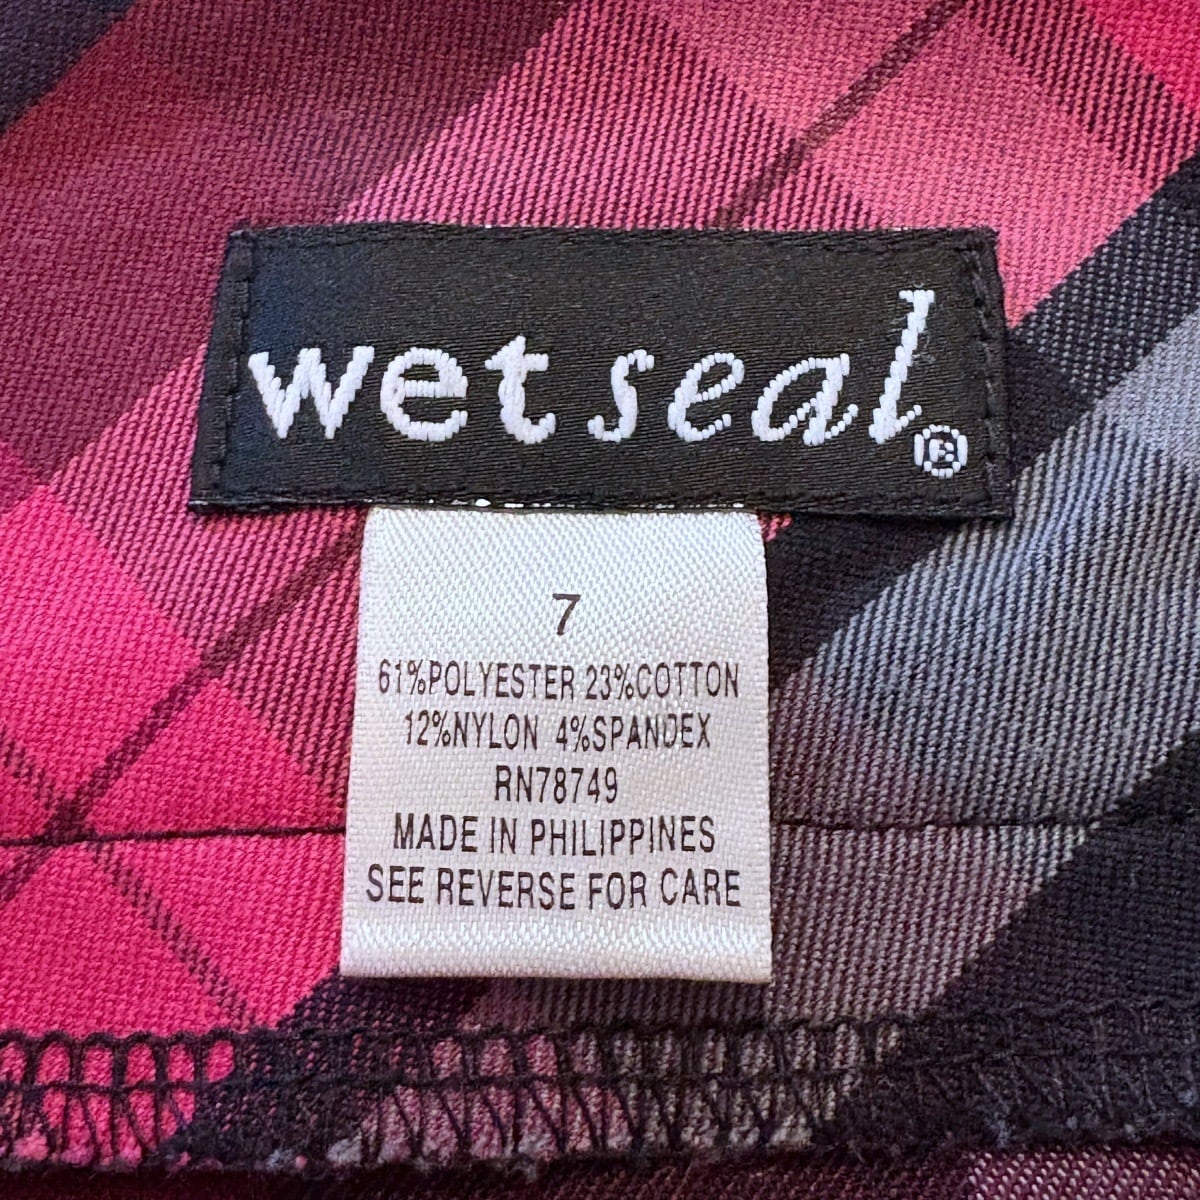 wet seal®
7
61%POLYESTER 23%COTTON
12%NYLON 4%SPANDEX
RN78749
MADE IN PHILIPPINES
SEE REVERSE FOR CARE